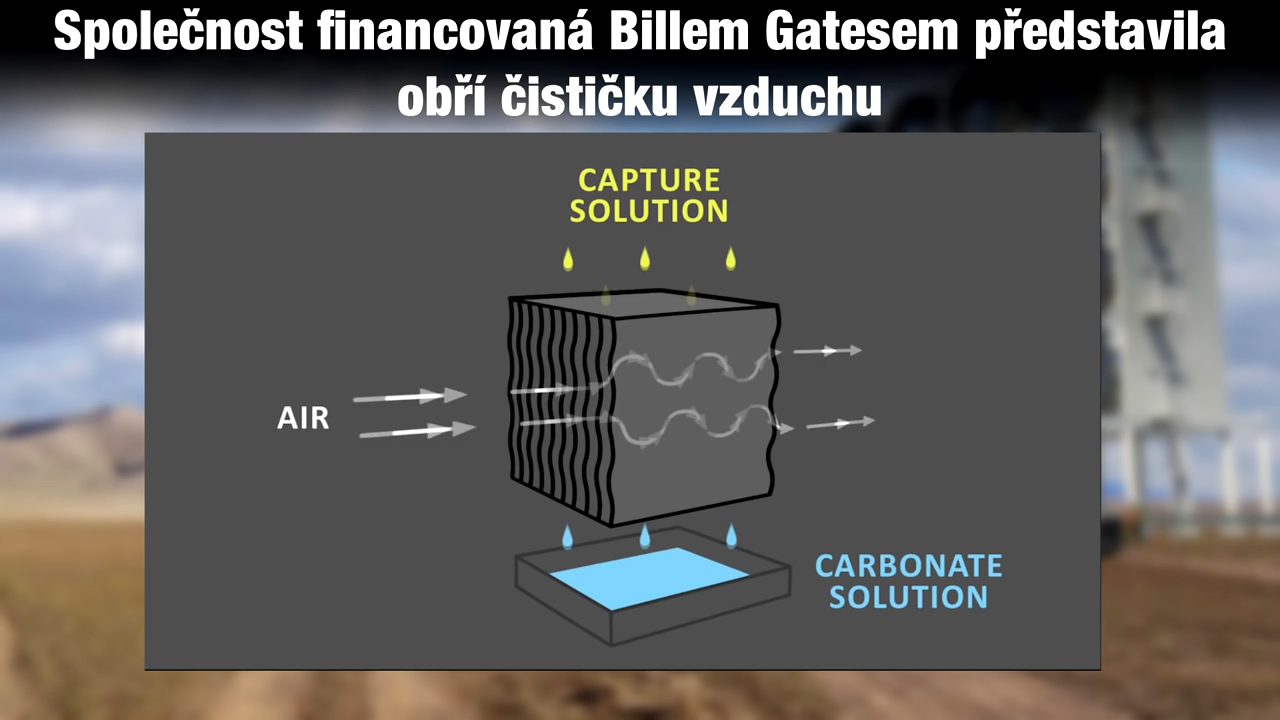 Společnost financovaná Billem Gatesem představila
obří čističku vzduchu
CAPTURE
SOLUTION
AIR
CARBONATE
SOLUTION